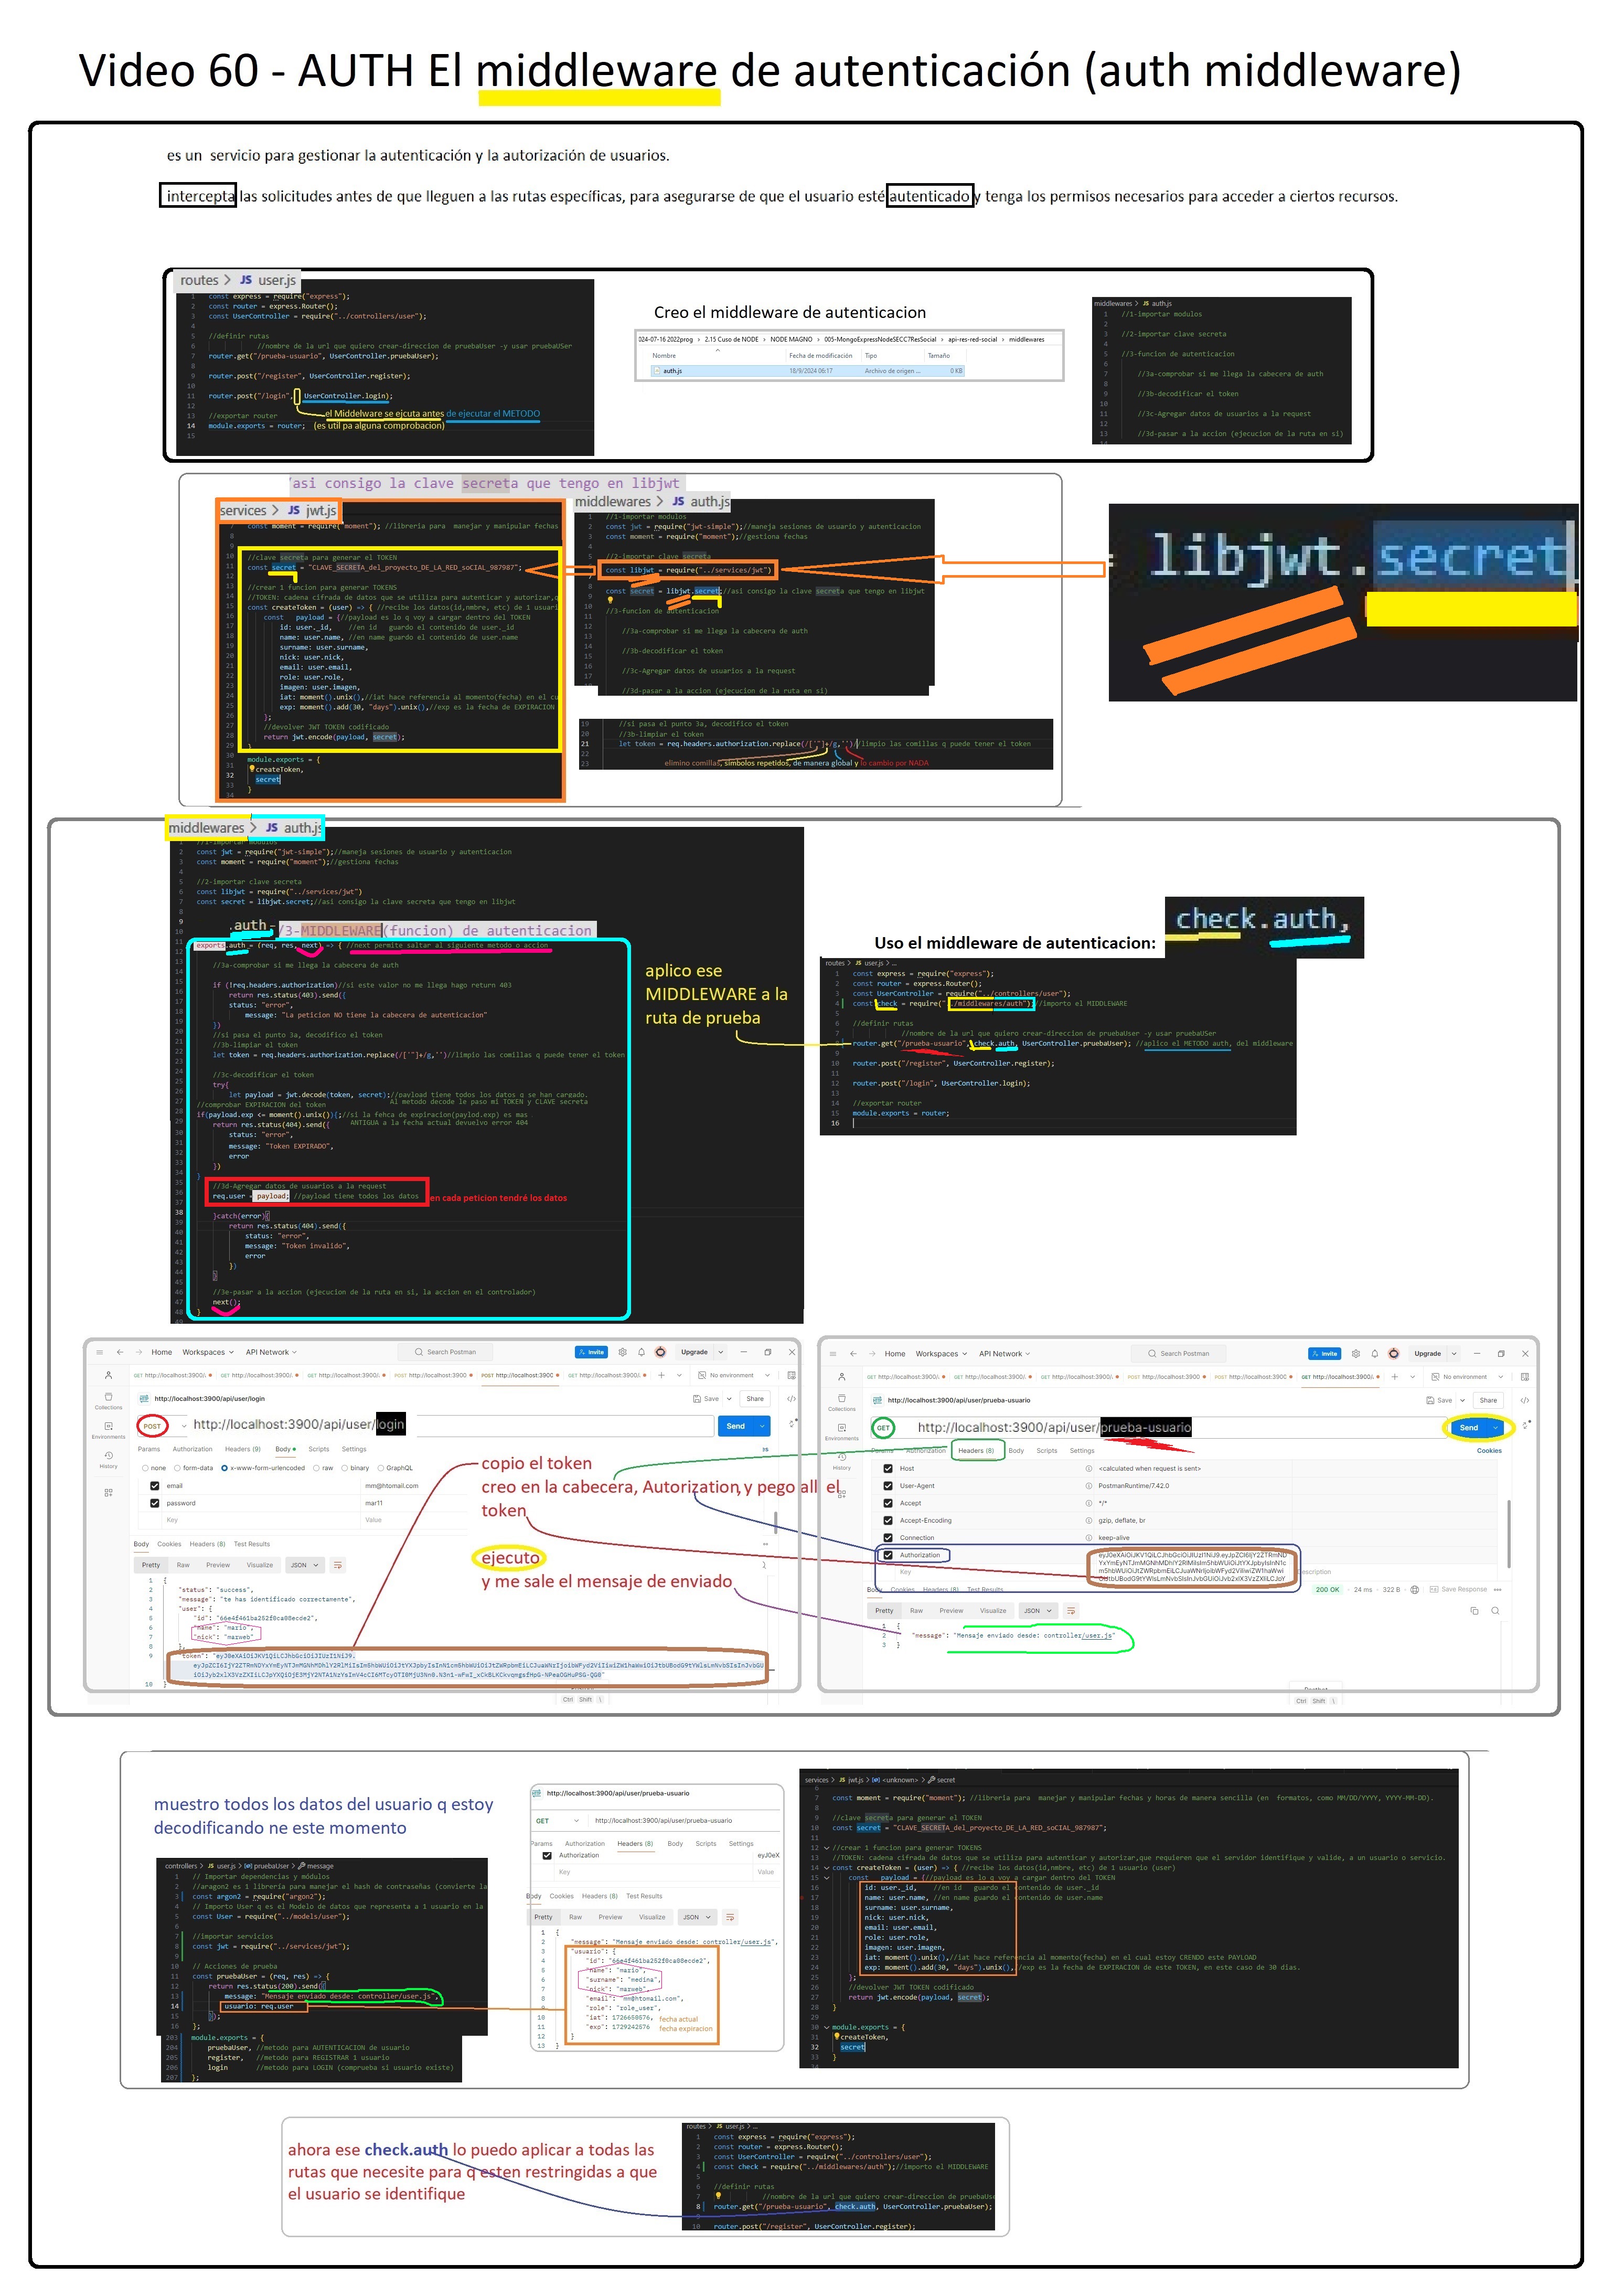 Video 60 - AUTH El middleware de autenticación (auth middleware)
es un servicio para gestionar la autenticación y la autorización de usuarios.
intercepta las solicitudes antes de que lleguen a las rutas específicas, para asegurarse de que el usuario esté autenticado y tenga los permisos necesarios para acceder a ciertos recursos.
routes > JS user.js
1 const express = require("express");
2 const router = express.Router();
3 const UserController = require("../controllers/user");
4
5 //definir rutas
6 //nombre de la url que quiero crear-direccion de pruebaUser -y usar pruebaUSer
7 router.get("/prueba-usuario", UserController.pruebaUser);
8
9 router.post("/register", UserController.register);
10
11 router.post("/login", UserController.login);
12
13 //exportar router
el Middelware se ejcuta antes de ejecutar el METODO
14 module.exports = router; (es util pa alguna comprobacion)
15
Creo el middleware de autenticacion
024-07-16 2022prog > 2.15 Cuso de NODE > NODE MAGNO > 005-MongoExpressNodeSECC7ResSocial > api-res-red-social > middlewares
Nombre Fecha de modificación Tipo Tamaño
auth.js 18/9/2024 06:17 Archivo de origen ... 0 KB
middlewares > JS auth.js
1 //1-importar modulos
2
3 //2-importar clave secreta
4
5 //3-funcion de autenticacion
6
7 //3a-comprobar si me llega la cabecera de auth
8
9 //3b-decodificar el token
10
11 //3c-Agregar datos de usuarios a la request
12
13 //3d-pasar a la accion (ejecucion de la ruta en si)
asi consigo la clave secreta que tengo en libjwt
services > JS jwt.js
7 const moment = require("moment"); //libreria para manejar y manipular fechas
8
9
10 //clave secreta para generar el TOKEN
11 const secret = "CLAVE_SECRETA_del_proyecto_DE_LA_RED_soCIAL_987987";
12
13 //crear 1 funcion para generar TOKENS
14 //TOKEN: cadena cifrada de datos que se utiliza para autenticar y autorizar,q
15 const createToken = (user) => { //recibe los datos(id,nmbre, etc) de 1 usuari
16 const payload = {//payload es lo q voy a cargar dentro del TOKEN
17 id: user._id, //en id guardo el contenido de user._id
18 name: user.name, //en name guardo el contenido de user.name
19 surname: user.surname,
20 nick: user.nick,
21 email: user.email,
22 role: user.role,
23 imagen: user.imagen,
24 iat: moment().unix(),//iat hace referencia al momento(fecha) en el cu
25 exp: moment().add(30, "days").unix(),//exp es la fecha de EXPIRACION
26 };
27 //devolver JWT TOKEN codificado
28 return jwt.encode(payload, secret);
29
30 module.exports = {
31 createToken,
32 secret
33 }
34
middlewares > JS auth.js
1 //1-importar modulos
2 const jwt = require("jwt-simple");//maneja sesiones de usuario y autenticacion
3 const moment = require("moment");//gestiona fechas
4
5 //2-importar clave secreta
const libjwt = require("../services/jwt")
8 const secret = libjwt.secret;//asi consigo la clave secreta que tengo en libjwt
9
10 //3-funcion de autenticacion
11
12 //3a-comprobar si me llega la cabecera de auth
13
14 //3b-decodificar el token
15
16 //3c-Agregar datos de usuarios a la request
17
//3d-pasar a la accion (ejecucion de la ruta en si)
libjwt.secret
19 //si pasa el punto 3a, decodifico el token
20 //3b-limpiar el token
21 let token = req.headers.authorization.replace(/['"]+/g,'')//limpio las comillas q puede tener el token
22
23 elimino comillas, simbolos repetidos, de manera global y lo cambio por NADA
middlewares > JS auth.js
//1-importar modulos
2 const jwt = require("jwt-simple");//maneja sesiones de usuario y autenticacion
3 const moment = require("moment");//gestiona fechas
4
5 //2-importar clave secreta
6 const libjwt = require("../services/jwt")
7 const secret = libjwt.secret;//asi consigo la clave secreta que tengo en libjwt
8
9 .auth-
10 /3-MIDDLEWARE(funcion) de autenticacion
11 exports.auth = (req, res, next) => { //next permite saltar al siguiente metodo o accion
//3a-comprobar si me llega la cabecera de auth
if (!req.headers.authorization)//si este valor no me llega hago return 403
return res.status(403).send({
status: "error",
message: "La peticion NO tiene la cabecera de autenticacion"
})
//si pasa el punto 3a, decodifico el token
//3b-limpiar el token
let token = req.headers.authorization.replace(/['"]+/g,'')//limpio las comillas q puede tener el token
//3c-decodificar el token
try{
let payload = jwt.decode(token, secret);//payload tiene todos los datos q se han cargado.
Al metodo decode le paso mi TOKEN y CLAVE secreta
//comprobar EXPIRACION del token
if(payload.exp <= moment().unix()){;//si la fehca de expiracion(paylod.exp) es mas
ANTIGUA a la fecha actual devuelvo error 404
return res.status(404).send({
status: "error",
message: "Token EXPIRADO",
error
})
}
//3d-Agregar datos de usuarios a la request
req.user = payload; //payload tiene todos los datos en cada peticion tendré los datos
}catch(error){
return res.status(404).send({
status: "error",
message: "Token invalido",
error
})
}
//3e-pasar a la accion (ejecucion de la ruta en si, la accion en el controlador)
next();
}
aplico ese
MIDDLEWARE a la
ruta de prueba
check.auth,
Uso el middleware de autenticacion:
routes > JS user.js > ...
1 const express = require("express");
2 const router = express.Router();
3 const UserController = require("../controllers/user");
4 const check = require("../middlewares/auth");//importo el MIDDLEWARE
5
6 //definir rutas
7 //nombre de la url que quiero crear-direccion de pruebaUser -y usar pruebaUSer
router.get("/prueba-usuario", check.auth, UserController.pruebaUser); //aplico el METODO auth, del middleware
9
10 router.post("/register", UserController.register);
11
12 router.post("/login", UserController.login);
13
14 //exportar router
15 module.exports = router;
16
Home Workspaces API Network Search Postman Invite Upgrade
No environment
http://localhost:3900/api/user/login Save Share
POST http://localhost:3900/api/user/login Send
Params Authorization Headers (9) Body Scripts Settings
none form-data x-www-form-urlencoded raw binary GraphQL
email mm@htomail.com
password mar11
Key Value
Body Cookies Headers (8) Test Results
Pretty Raw Preview Visualize JSON
1 {
2 "status": "success",
3 "message": "te has identificado correctamente",
4 "user": {
5 "id": "66e4f461ba252f8ca08ecde2",
6 "name": "mario",
7 "nick": "marweb"
8 },
9 "token":
10 }
Collections
Environments
History
copio el token
creo en la cabecera, Autorization, y pego all el
token
ejecuto
y me sale el mensaje de enviado
Home Workspaces API Network Search Postman Invite Upgrade
No environment
http://localhost:3900/api/user/prueba-usuario Save Share
GET http://localhost:3900/api/user/prueba-usuario Send
Params Authorization Headers (8) Body Scripts Settings Cookies
Host <calculated when request is sent>
User-Agent PostmanRuntime/7.42.0
Accept */*
Accept-Encoding gzip, deflate, br
Connection keep-alive
Authorization
Key
Body Cookies Headers (8) Test Results 200 OK 24 ms 322 B Save Response
Pretty Raw Preview Visualize JSON
1 {
2 "message": "Mensaje enviado desde: controller/user.js"
3 }
Ctrl Shift \
Ctrl Shift \
muestro todos los datos del usuario q estoy
decodificando ne este momento
controllers > JS user.js > pruebaUser > message
1 // Importar dependencias y módulos
2 //aragon2 es 1 librería para manejar el hash de contraseñas (convierte la
3 const argon2 = require("argon2");
4 // Importo User q es el Modelo de datos que representa a 1 usuario en la
5 const User = require("../models/user");
6
7 //importar servicios
8 const jwt = require("../services/jwt");
9
10 // Acciones de prueba
11 const pruebaUser = (req, res) => {
12 return res.status(200).send({
13 message: "Mensaje enviado desde: controller/user.js",
14 usuario: req.user
15 });
16 };
203 module.exports = {
204 pruebaUser, //metodo para AUTENTICACION de usuario
205 register, //metodo para REGISTRAR 1 usuario
206 login //metodo para LOGIN (comprueba si usuario existe)
207 };
http://localhost:3900/api/user/prueba-usuario
GET http://localhost:3900/api/user/prueba-usuario
Params Authorization Headers (8) Body Scripts Settings
Authorization eyJ0eX
Key Value
Body Cookies Headers (8) Test Results
Pretty Raw Preview Visualize JSON
1 {
2 "message": "Mensaje enviado desde: controller/user.js",
3 "usuario": {
4 "id": "66e4f461ba252f8ca08ecde2",
5 "name": "mario",
6 "surname": "medina",
7 "nick": "marweb",
8 "email": "mm@htomail.com",
9 "role": "role_user",
10 "iat": 1726650576, fecha actual
11 "exp": 1729242576 fecha expiracion
12 }
13 }
services > JS jwt.js > <unknown> > secret
6
7 const moment = require("moment"); //libreria para manejar y manipular fechas y horas de manera sencilla (en formatos, como MM/DD/YYYY, YYYY-MM-DD).
8
9 //clave secreta para generar el TOKEN
10 const secret = "CLAVE_SECRETA_del_proyecto_DE_LA_RED_soCIAL_987987";
11
12 //crear 1 funcion para generar TOKENS
13 //TOKEN: cadena cifrada de datos que se utiliza para autenticar y autorizar,que requieren que el servidor identifique y valide, a un usuario o servicio.
14 const createToken = (user) => { //recibe los datos(id,nmbre, etc) de 1 usuario (user)
15 const payload = {//payload es lo q voy a cargar dentro del TOKEN
16 id: user._id, //en id guardo el contenido de user._id
17 name: user.name, //en name guardo el contenido de user.name
18 surname: user.surname,
19 nick: user.nick,
20 email: user.email,
21 role: user.role,
22 imagen: user.imagen,
23 iat: moment().unix(),//iat hace referencia al momento(fecha) en el cual estoy CRENDO este PAYLOAD
24 exp: moment().add(30, "days").unix(),//exp es la fecha de EXPIRACION de este TOKEN, en este caso de 30 dias.
25 };
26 //devolver JWT TOKEN codificado
27 return jwt.encode(payload, secret);
28 }
29
30 module.exports = {
31 createToken,
32 secret
33 }
ahora ese check.auth lo puedo aplicar a todas las
rutas que necesite para q esten restringidas a que
el usuario se identifique
routes > JS user.js > ...
1 const express = require("express");
2 const router = express.Router();
3 const UserController = require("../controllers/user");
4 const check = require("../middlewares/auth");//importo el MIDDLEWARE
5
6 //definir rutas
7 //nombre de la url que quiero crear-direccion de pruebaUs
8 router.get("/prueba-usuario", check.auth, UserController.pruebaUser);
9
10 router.post("/register", UserController.register);